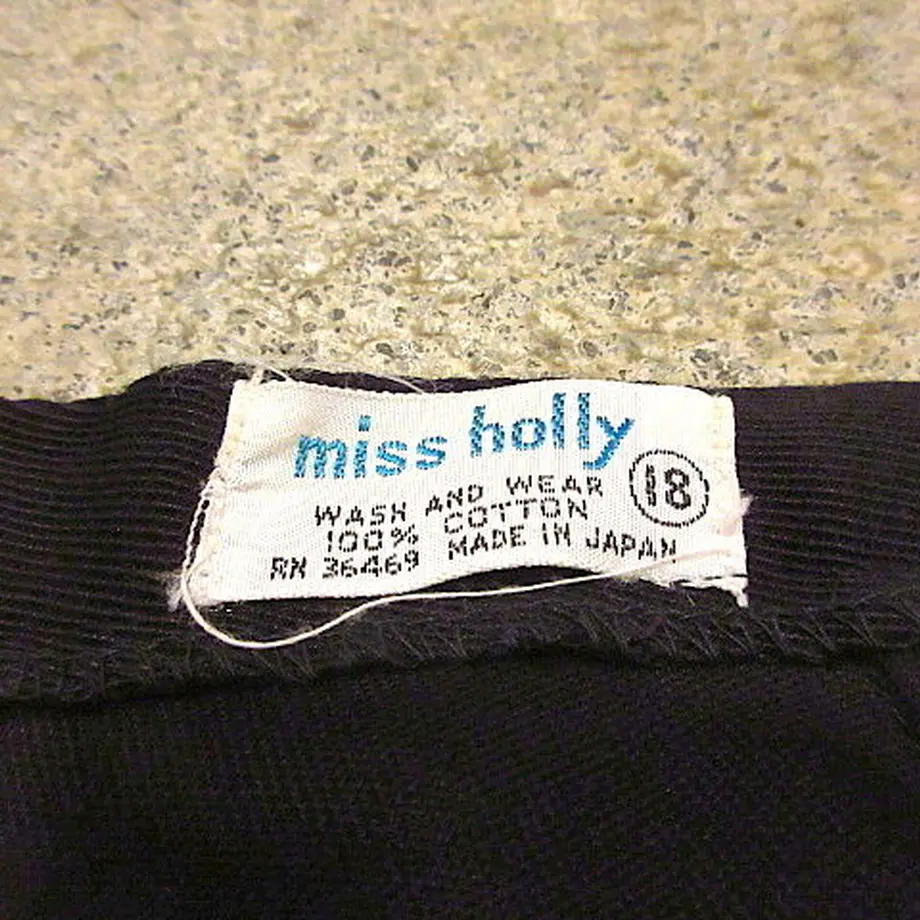 miss holly
18
WASH AND WEAR
100% COTTON
RN 36469 MADE IN JAPAN